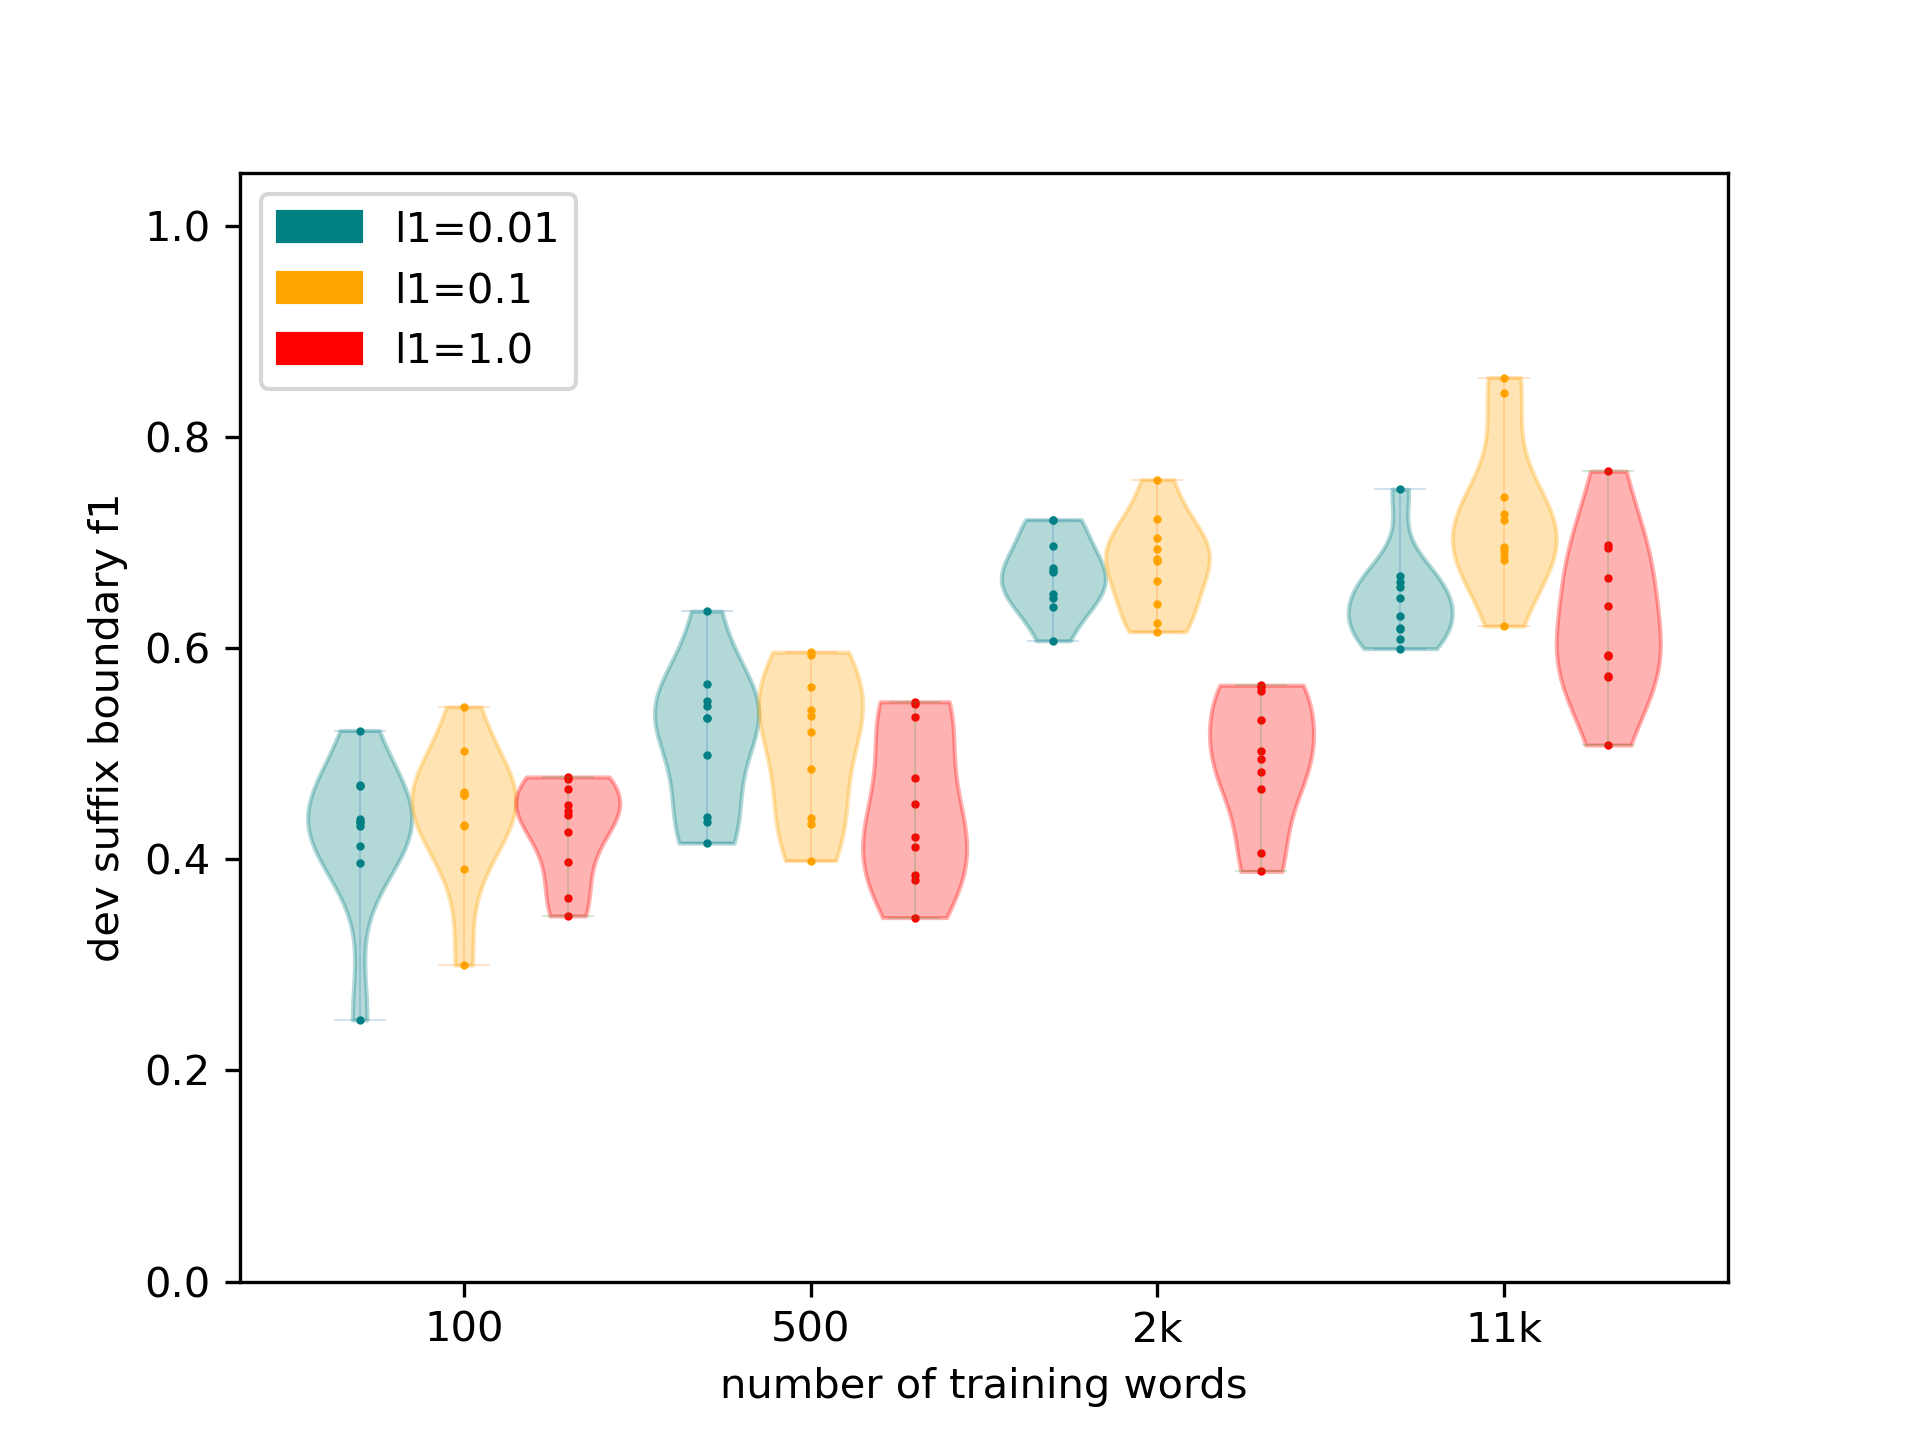 l1=0.01
l1=0.1
l1=1.0
1.0
0.8
0.6
0.4
0.2
0.0
dev suffix boundary f1
100 500 2k 11k
number of training words